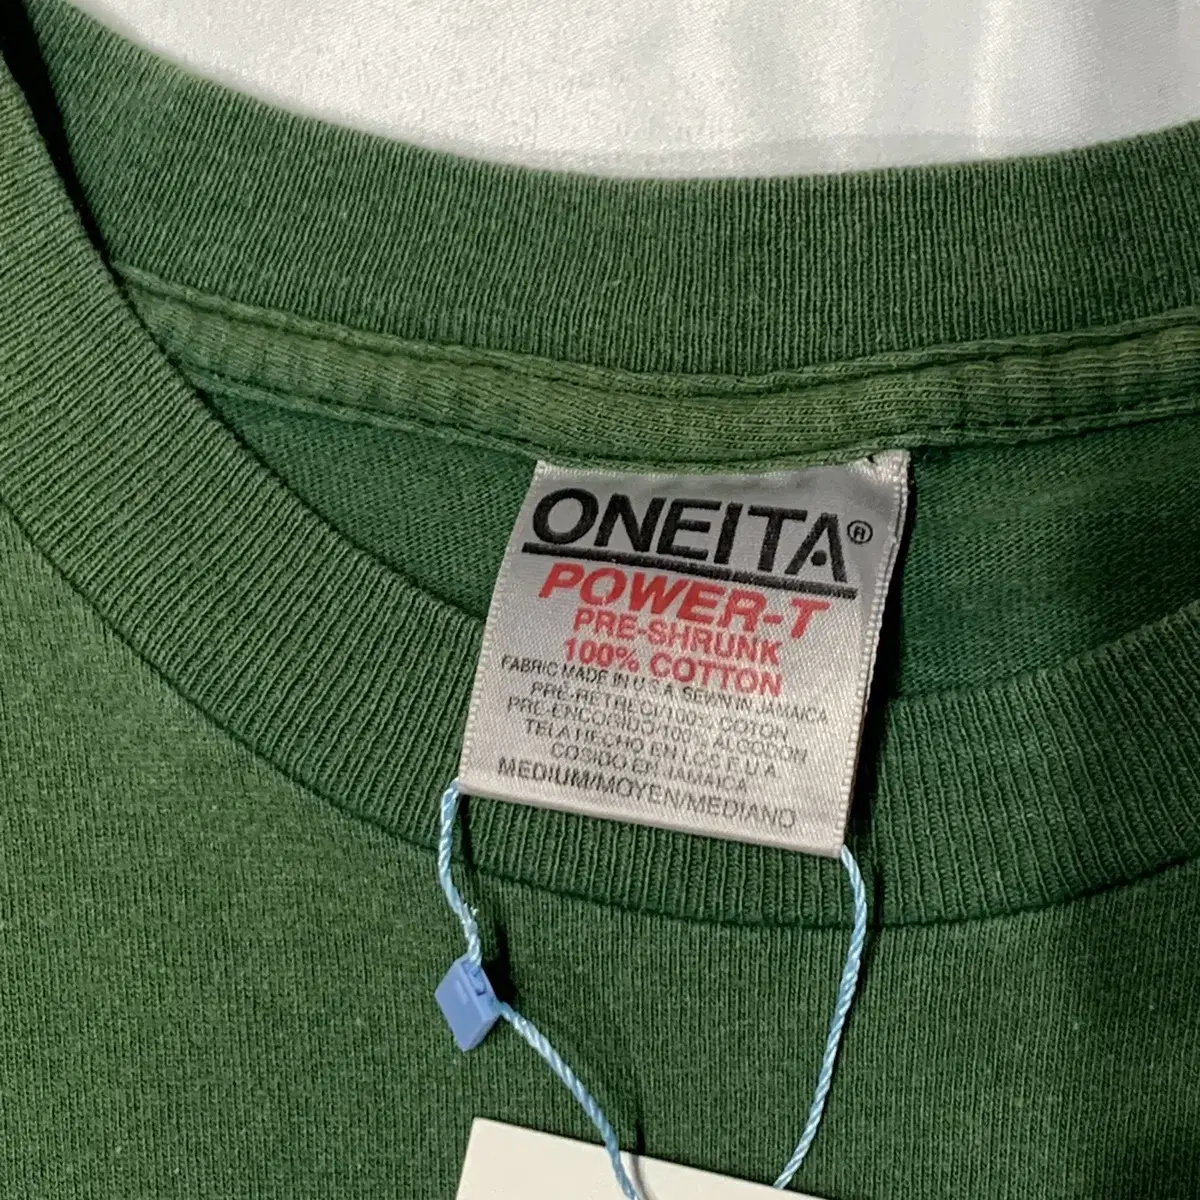 ONEITA®
POWER-T
PRE-SHRUNK
100% COTTON
FABRIC MADE IN U.S.A. SEWN IN JAMAICA
PRE-RETRECI/100% COTON
PRE-ENCOGIDO/100% ALGODON
TELA HECHO EN LOS E.U.A.
COSIDO EN JAMAICA
MEDIUM/MOYEN/MEDIANO